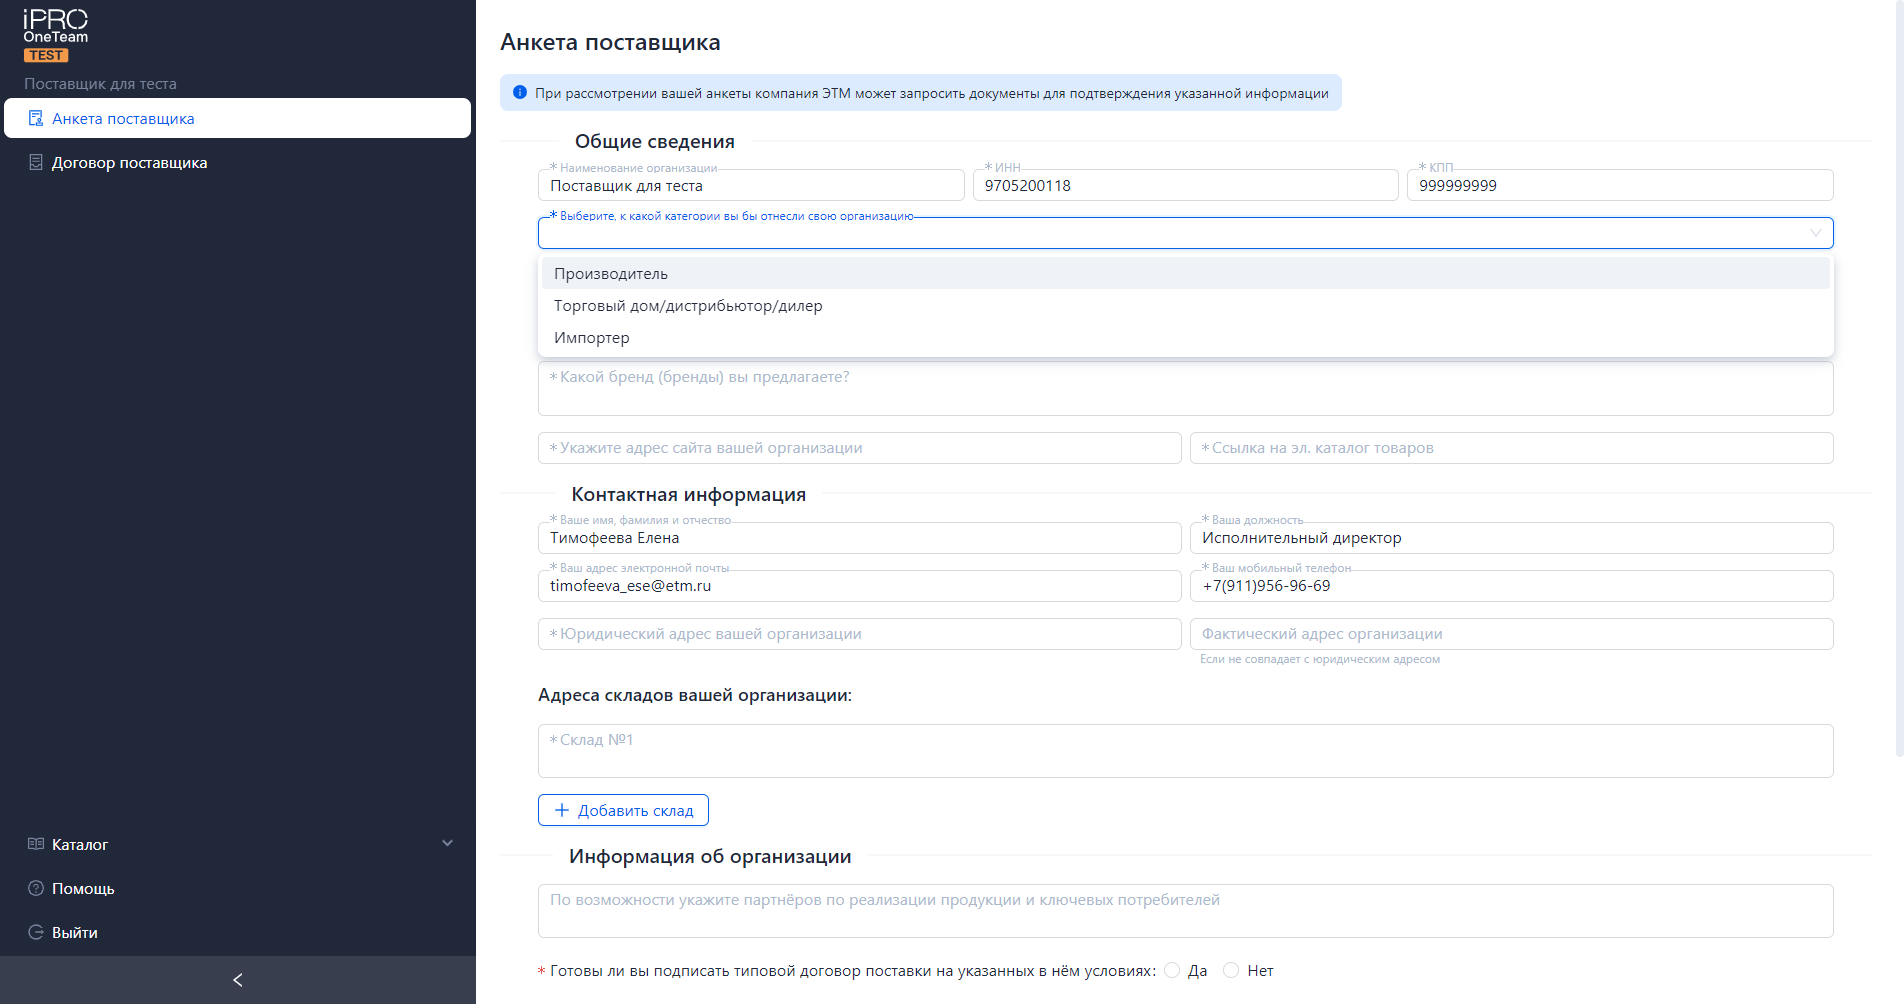 iPRO
OneTeam
TEST
Поставщик для теста
Анкета поставщика
Договор поставщика
Каталог
Помощь
Выйти
Анкета поставщика
При рассмотрении вашей анкеты компания ЭТМ может запросить документы для подтверждения указанной информации
Общие сведения
* Наименование организации
Поставщик для теста
* ИНН
9705200118
* КПП
999999999
* Выберите, к какой категории вы бы отнесли свою организацию
Производитель
Торговый дом/дистрибьютор/дилер
Импортер
* Какой бренд (бренды) вы предлагаете?
* Укажите адрес сайта вашей организации
* Ссылка на эл. каталог товаров
Контактная информация
* Ваше имя, фамилия и отчество
Тимофеева Елена
* Ваша должность
Исполнительный директор
* Ваш адрес электронной почты
timofeeva_ese@etm.ru
* Ваш мобильный телефон
+7(911)956-96-69
* Юридический адрес вашей организации
Фактический адрес организации
Если не совпадает с юридическим адресом
Адреса складов вашей организации:
* Склад №1
+ Добавить склад
Информация об организации
По возможности укажите партнёров по реализации продукции и ключевых потребителей
* Готовы ли вы подписать типовой договор поставки на указанных в нём условиях: Да Нет